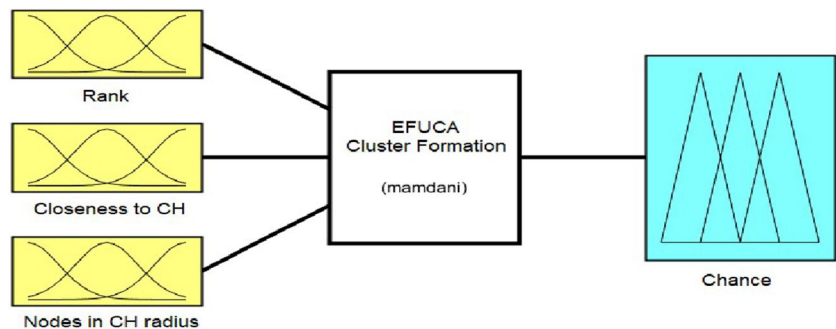 Rank
Closeness to CH
Nodes in CH radius
EFUCA
Cluster Formation
(mamdani)
Chance